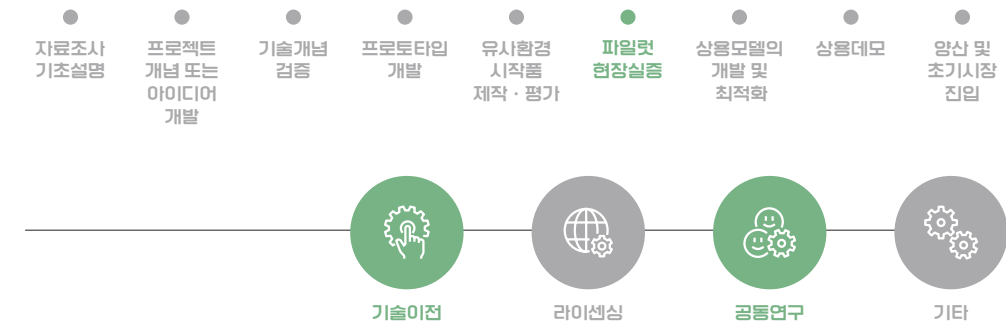 자료조사
기초설명
프로젝트
개념 또는
아이디어
개발
기술개념
검증
프로토타입
개발
유사환경
시작품
제작 · 평가
파일럿
현장실증
상용모델의
개발 및
최적화
상용데모
양산 및
초기시장
진입
기술이전
라이센싱
공동연구
기타